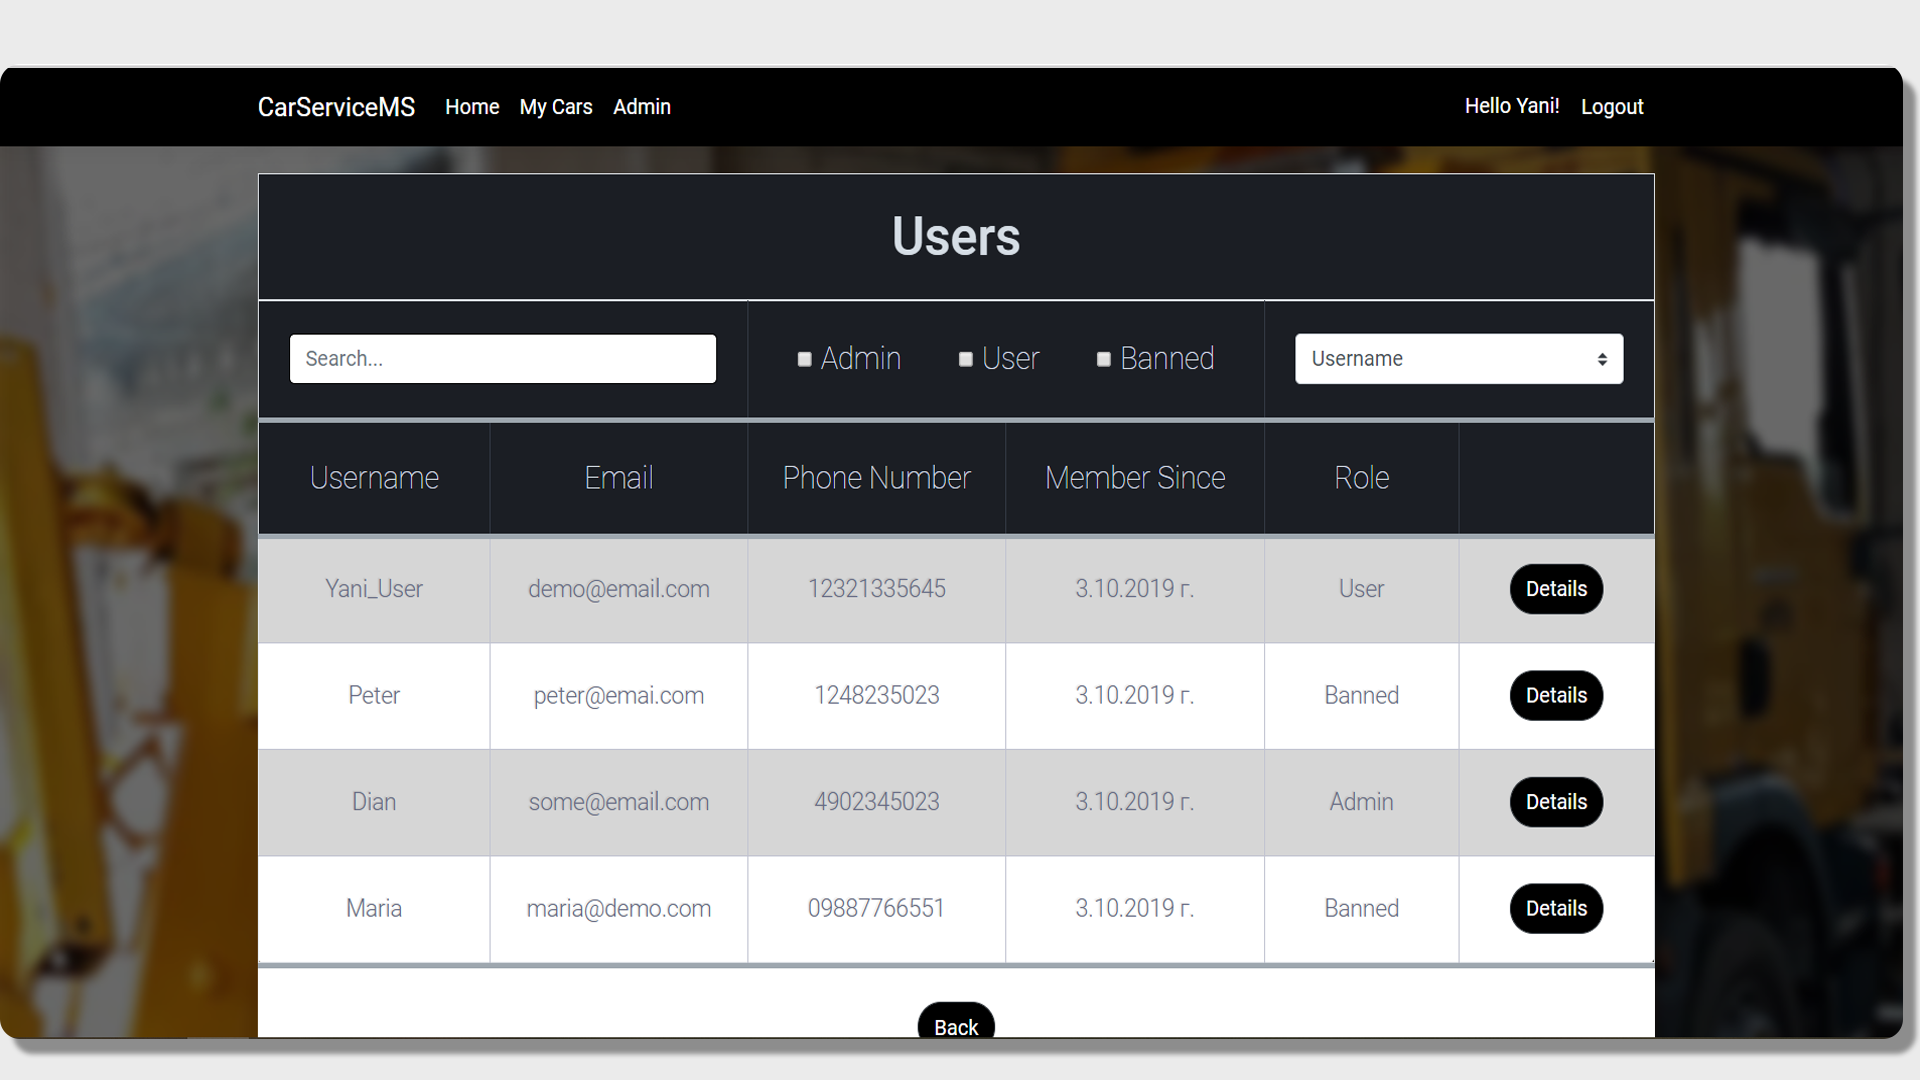 CarServiceMS Home My Cars Admin Hello Yani! Logout
Users
Search... Admin User Banned Username
Username Email Phone Number Member Since Role
Yani_User demo@email.com 12321335645 3.10.2019 г. User Details
Peter peter@emai.com 1248235023 3.10.2019 г. Banned Details
Dian some@email.com 4902345023 3.10.2019 г. Admin Details
Maria maria@demo.com 09887766551 3.10.2019 г. Banned Details
Back